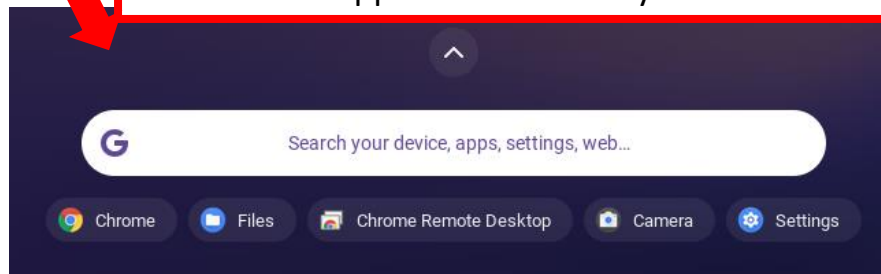 Search your device, apps, settings, web...
Chrome Files Chrome Remote Desktop Camera Settings